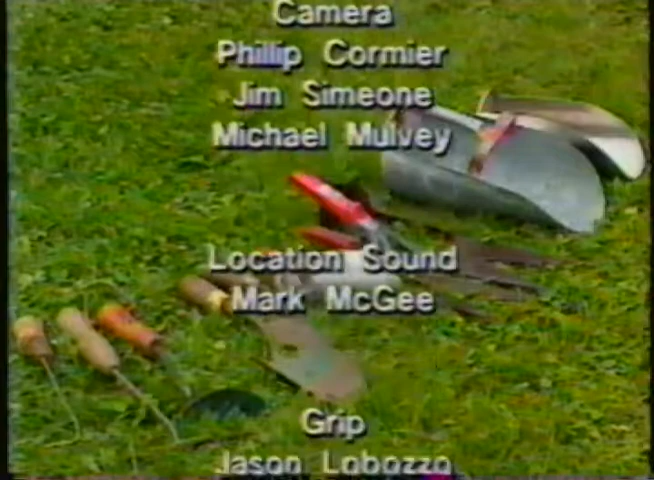 Camera
Phillip Cormier
Jim Simeone
Michael Mulvey
Location Sound
Mark McGee
Grip
Jason Lobozzo